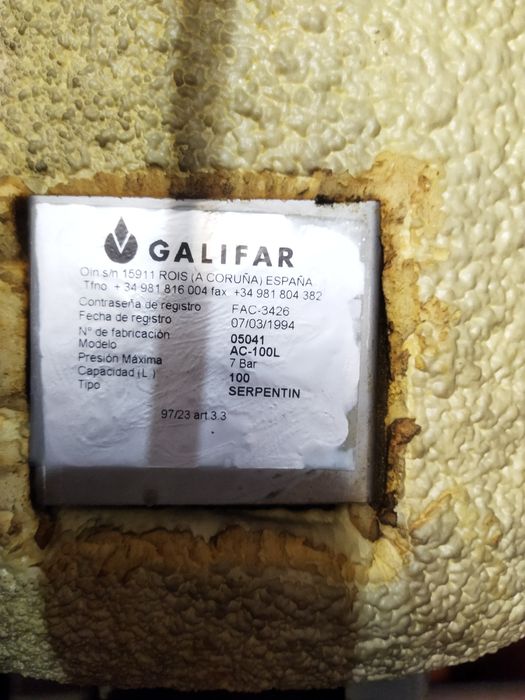 GALIFAR
Oin s/n 15911 ROIS (A CORUÑA) ESPAÑA
Tfno. + 34 981 816 004 fax. +34 981 804 382
Contraseña de registro FAC-3426
Fecha de registro 07/03/1994
Nº de fabricación 05041
Modelo AC-100L
Presión Máxima 7 Bar
Capacidad (L ) 100
Tipo SERPENTIN
97/23 art 3.3